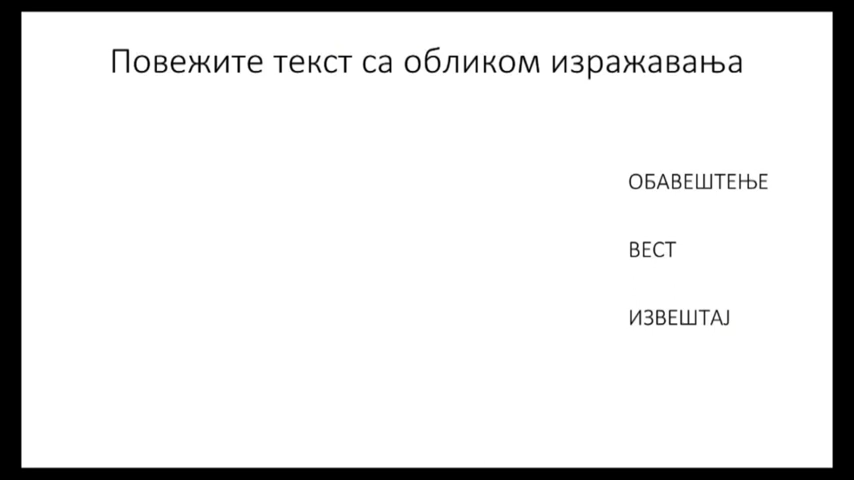 Повежите текст са обликом изражавања
ОБАВЕШТЕЊЕ
ВЕСТ
ИЗВЕШТАЈ